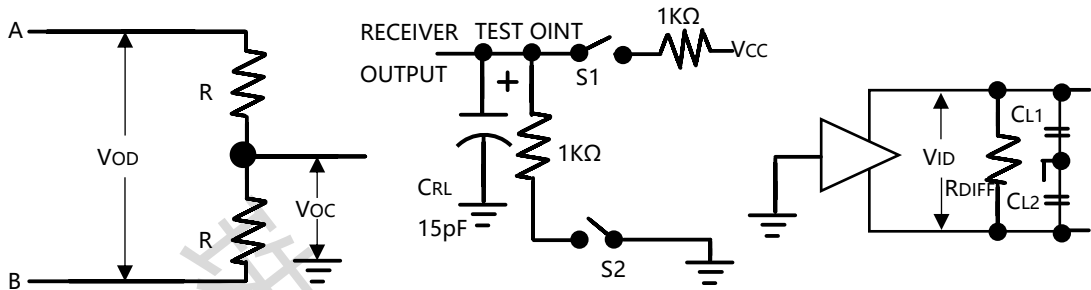 A
R
VOD
VOC
R
B
RECEIVER TEST OINT
OUTPUT
S1
1KΩ
VCC
+
1KΩ
CRL
15pF
S2
VID
RDIFF
CL1
CL2